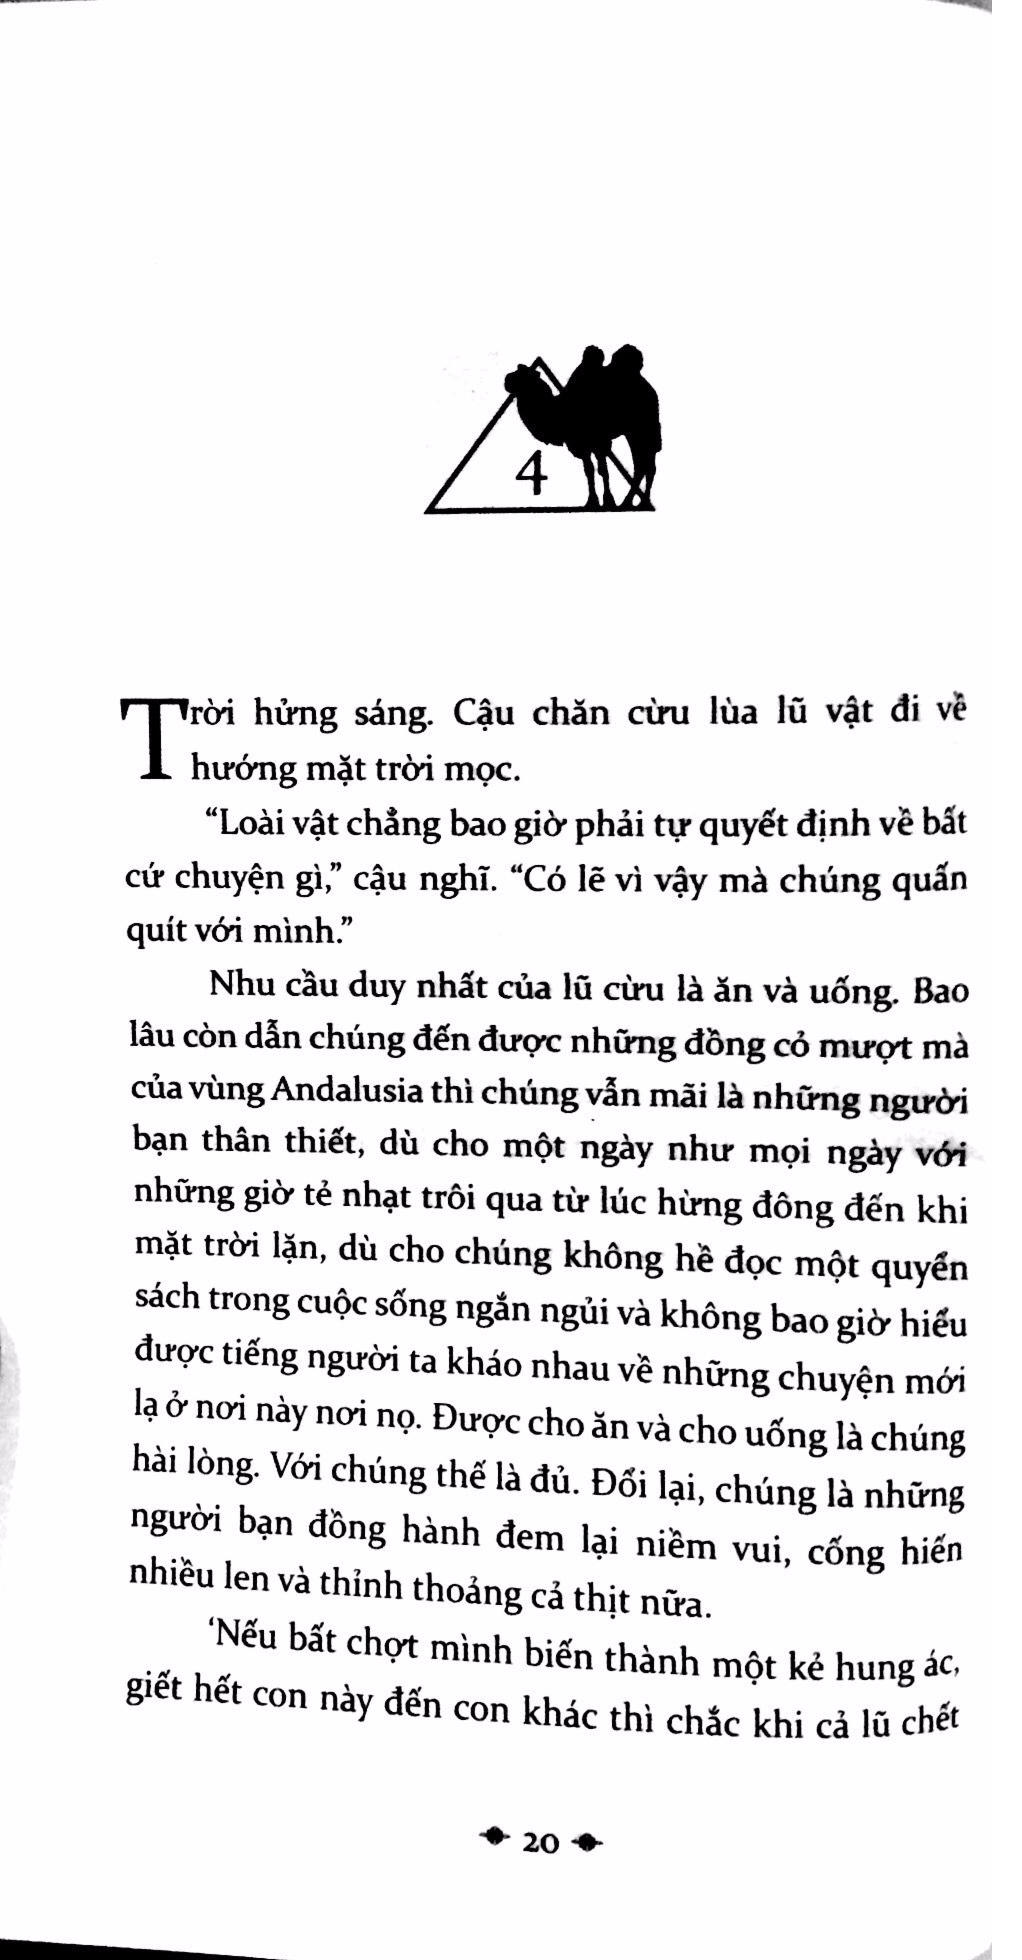 4
Trời hửng sáng. Cậu chăn cừu lùa lũ vật đi về
hướng mặt trời mọc.
“Loài vật chẳng bao giờ phải tự quyết định về bất
cứ chuyện gì,” cậu nghĩ. “Có lẽ vì vậy mà chúng quấn
quít với mình.”
Nhu cầu duy nhất của lũ cừu là ăn và uống. Bao
lâu còn dẫn chúng đến được những đồng cỏ mượt mà
của vùng Andalusia thì chúng vẫn mãi là những người
bạn thân thiết, dù cho một ngày như mọi ngày với
những giờ tẻ nhạt trôi qua từ lúc hừng đông đến khi
mặt trời lặn, dù cho chúng không hề đọc một quyển
sách trong cuộc sống ngắn ngủi và không bao giờ hiểu
được tiếng người ta kháo nhau về những chuyện mới
lạ ở nơi này nơi nọ. Được cho ăn và cho uống là chúng
hài lòng. Với chúng thế là đủ. Đổi lại, chúng là những
người bạn đồng hành đem lại niềm vui, cống hiến
nhiều len và thỉnh thoảng cả thịt nữa.
‘Nếu bất chợt mình biến thành một kẻ hung ác,
giết hết con này đến con khác thì chắc khi cả lũ chết
20